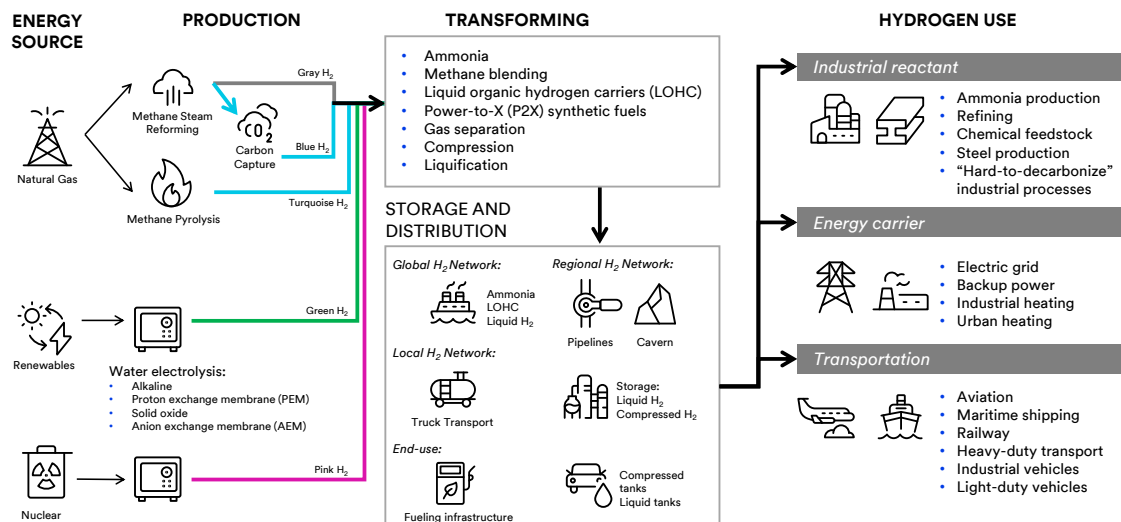 ENERGY
SOURCE
PRODUCTION
TRANSFORMING
HYDROGEN USE
Natural Gas
Methane Steam
Reforming
CO2
Carbon
Capture
Methane Pyrolysis
Gray H2
Blue H2
Turquoise H2
Renewables
Green H2
Water electrolysis:
• Alkaline
• Proton exchange membrane (PEM)
• Solid oxide
• Anion exchange membrane (AEM)
Nuclear
Pink H2
• Ammonia
• Methane blending
• Liquid organic hydrogen carriers (LOHC)
• Power-to-X (P2X) synthetic fuels
• Gas separation
• Compression
• Liquification
STORAGE AND
DISTRIBUTION
Global H2 Network:
Ammonia
LOHC
Liquid H2
Regional H2 Network:
Pipelines
Cavern
Local H2 Network:
Truck Transport
Storage:
Liquid H2
Compressed H2
End-use:
Fueling infrastructure
Compressed
tanks
Liquid tanks
Industrial reactant
• Ammonia production
• Refining
• Chemical feedstock
• Steel production
• “Hard-to-decarbonize”
industrial processes
Energy carrier
• Electric grid
• Backup power
• Industrial heating
• Urban heating
Transportation
• Aviation
• Maritime shipping
• Railway
• Heavy-duty transport
• Industrial vehicles
• Light-duty vehicles